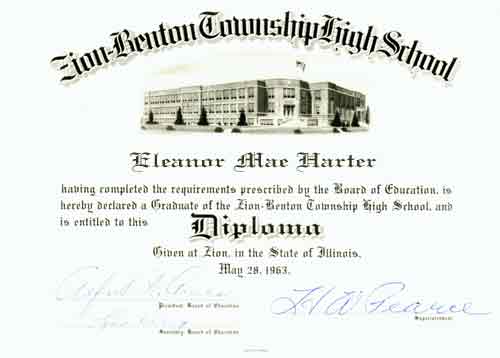 Zion-Benton Township High School
Eleanor Mae Harter
having completed the requirements prescribed by the Board of Education, is
hereby declared a Graduate of the Zion-Benton Township High School, and
is entitled to this Diploma
Given at Zion, in the State of Illinois,
May 28, 1963.
President Board of Education
H W Pearce
Superintendent
Secretary Board of Education